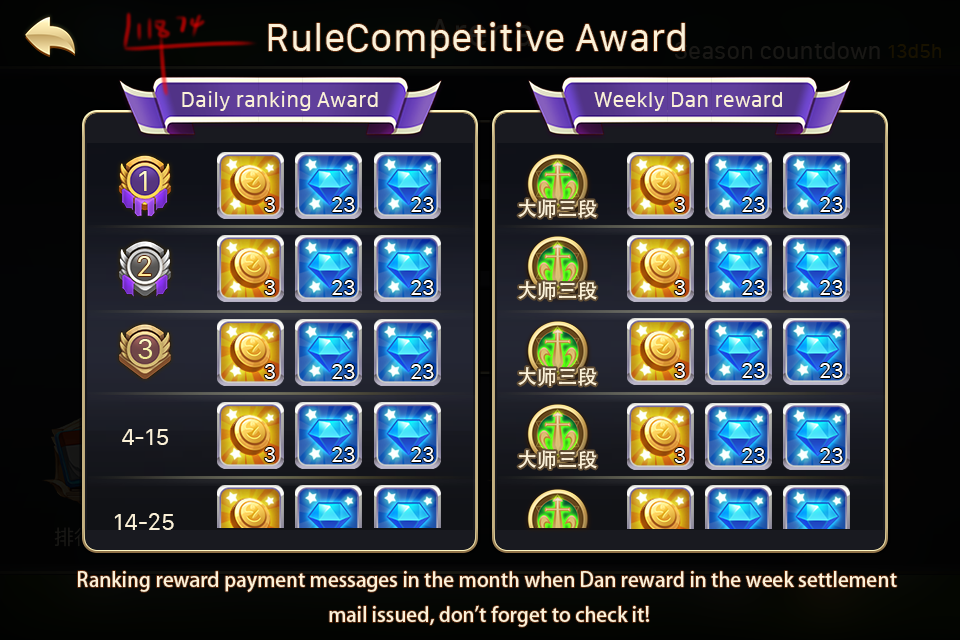 RuleCompetitive Award
Season countdown 13d5h
Daily ranking Award
Weekly Dan reward
1
3 23 23
大师三段
3 23 23
2
3 23 23
大师三段
3 23 23
3
3 23 23
大师三段
3 23 23
4-15
3 23 23
大师三段
3 23 23
14-25
Ranking reward payment messages in the month when Dan reward in the week settlement
mail issued, don’t forget to check it!